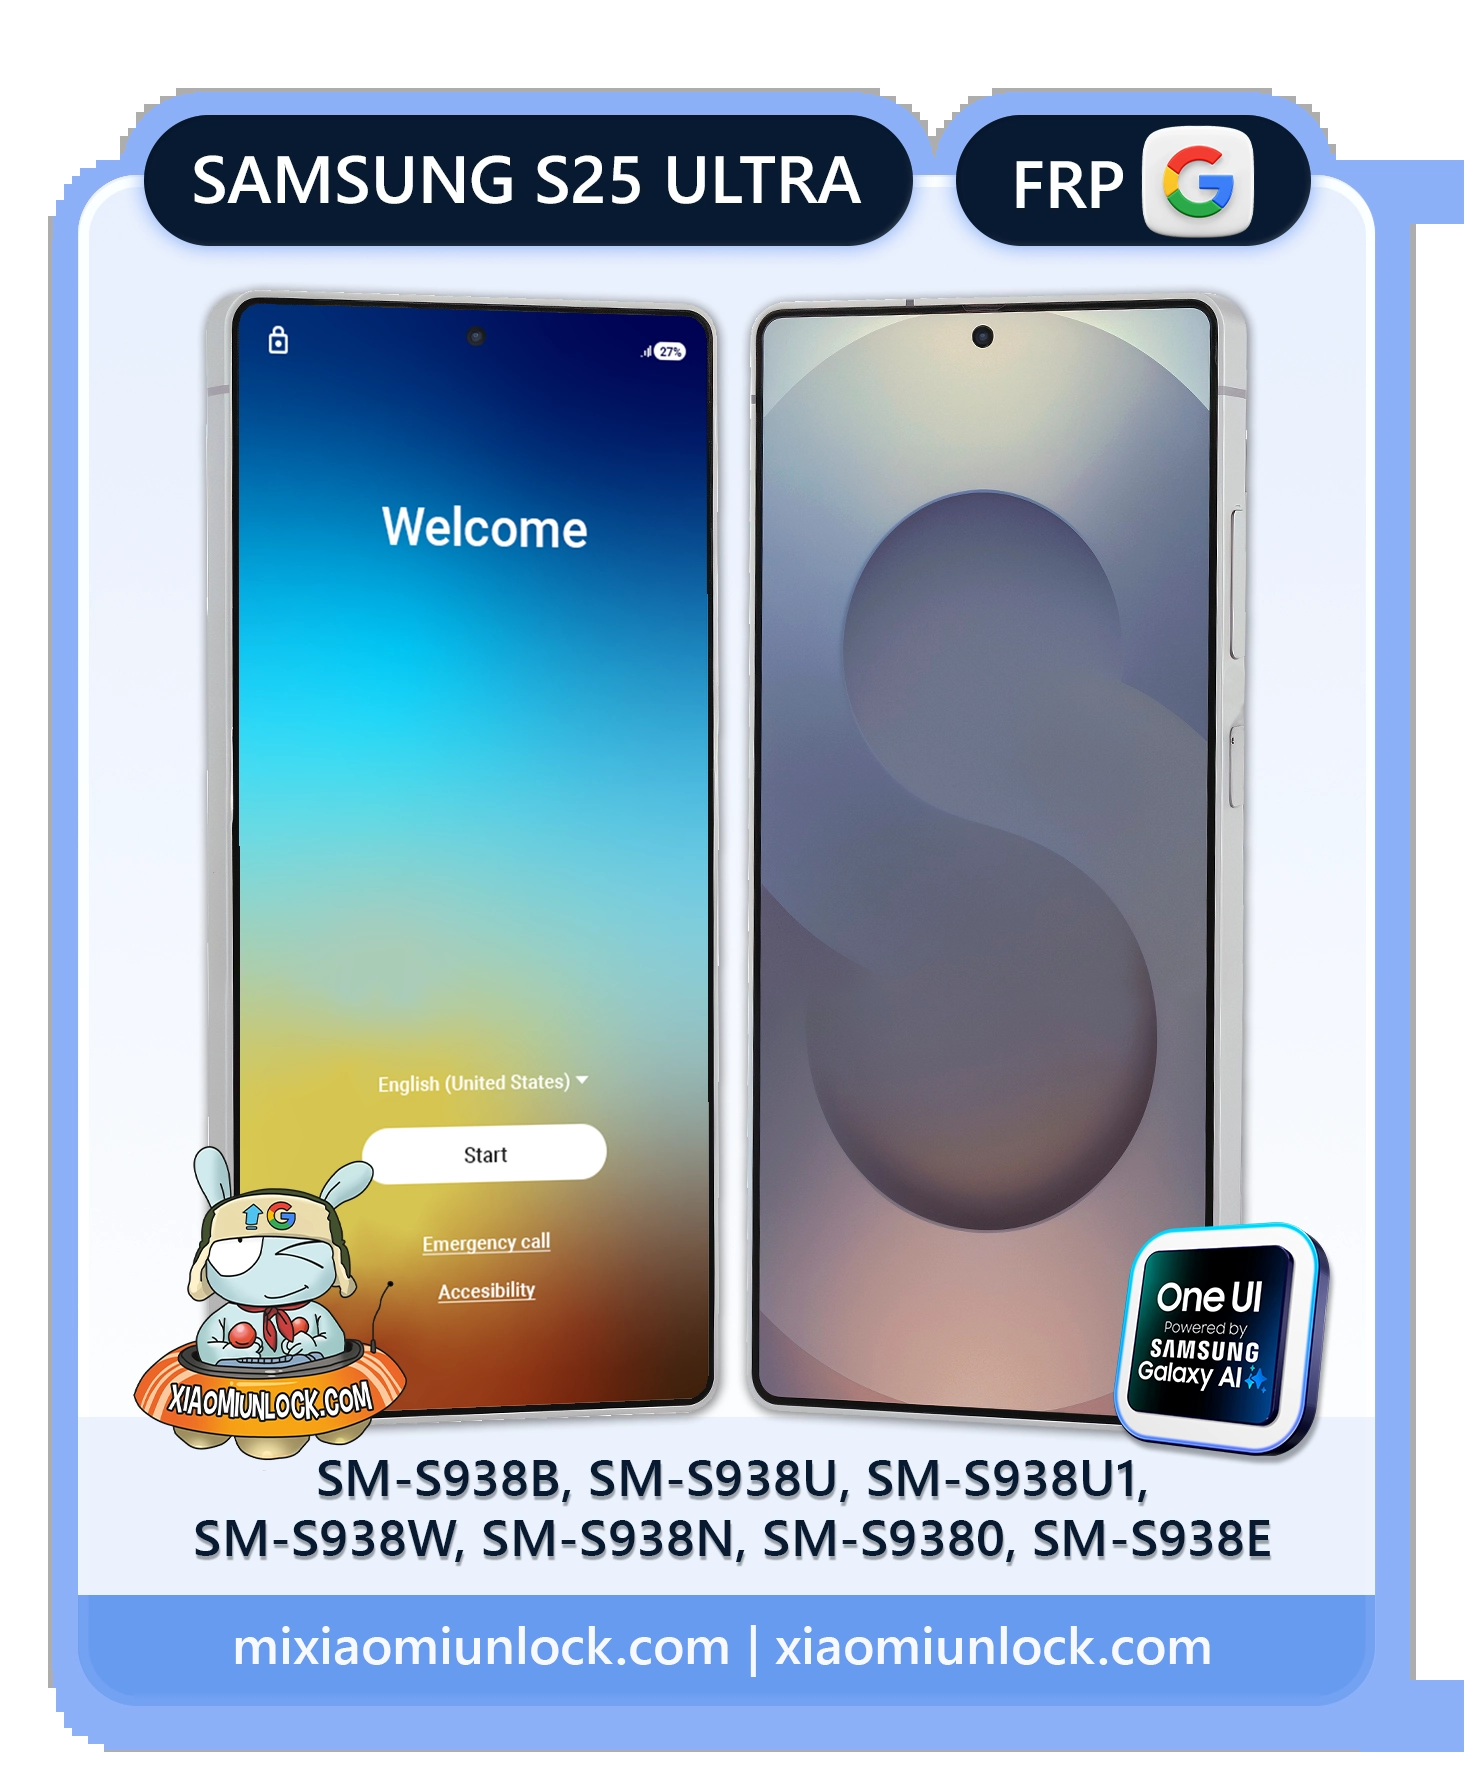 SAMSUNG S25 ULTRA
FRP G
27%
Welcome
English (United States)
Start
Emergency call
Accesibility
G
XIAOMIUNLOCK.COM
One UI
Powered by
SAMSUNG
Galaxy AI
SM-S938B, SM-S938U, SM-S938U1,
SM-S938W, SM-S938N, SM-S9380, SM-S938E
mixiaomiunlock.com | xiaomiunlock.com